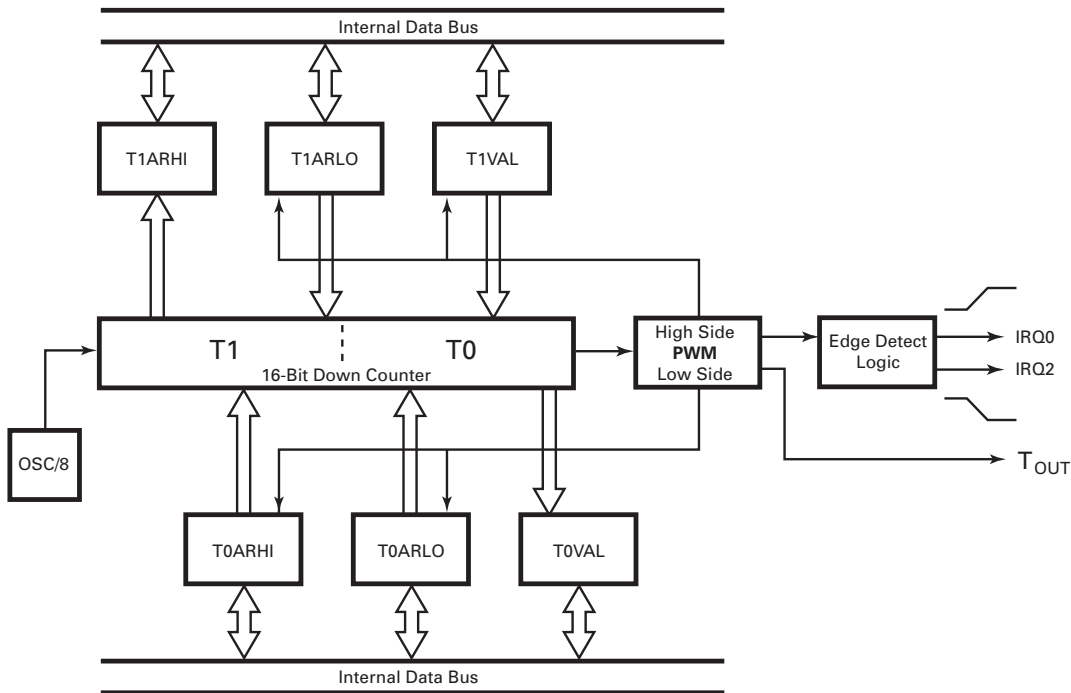 Internal Data Bus
T1ARHI
T1ARLO
T1VAL
T1
T0
16-Bit Down Counter
High Side
PWM
Low Side
Edge Detect
Logic
IRQ0
IRQ2
OSC/8
TOUT
T0ARHI
T0ARLO
T0VAL
Internal Data Bus